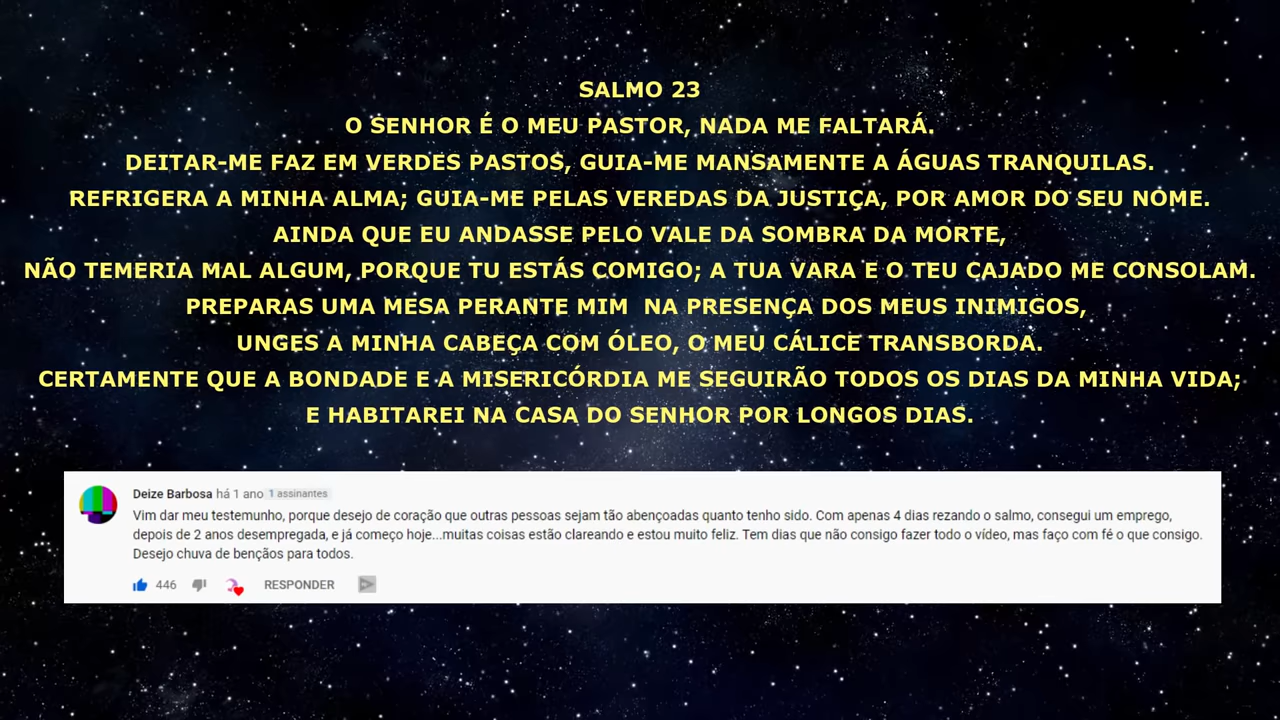 SALMO 23
O SENHOR É O MEU PASTOR, NADA ME FALTARÁ.
DEITAR-ME FAZ EM VERDES PASTOS, GUIA-ME MANSAMENTE A ÁGUAS TRANQUILAS.
REFRIGERA A MINHA ALMA; GUIA-ME PELAS VEREDAS DA JUSTIÇA, POR AMOR DO SEU NOME.
AINDA QUE EU ANDASSE PELO VALE DA SOMBRA DA MORTE,
NÃO TEMERIA MAL ALGUM, PORQUE TU ESTÁS COMIGO; A TUA VARA E O TEU CAJADO ME CONSOLAM.
PREPARAS UMA MESA PERANTE MIM  NA PRESENÇA DOS MEUS INIMIGOS,
UNGES A MINHA CABEÇA COM ÓLEO, O MEU CÁLICE TRANSBORDA.
CERTAMENTE QUE A BONDADE E A MISERICÓRDIA ME SEGUIRÃO TODOS OS DIAS DA MINHA VIDA;
E HABITAREI NA CASA DO SENHOR POR LONGOS DIAS.
Deize Barbosa há 1 ano 1 assinantes
Vim dar meu testemunho, porque desejo de coração que outras pessoas sejam tão abençoadas quanto tenho sido. Com apenas 4 dias rezando o salmo, consegui um emprego,
depois de 2 anos desempregada, e já começo hoje...muitas coisas estão clareando e estou muito feliz. Tem dias que não consigo fazer todo o vídeo, mas faço com fé o que consigo.
Desejo chuva de bençãos para todos.
446 RESPONDER